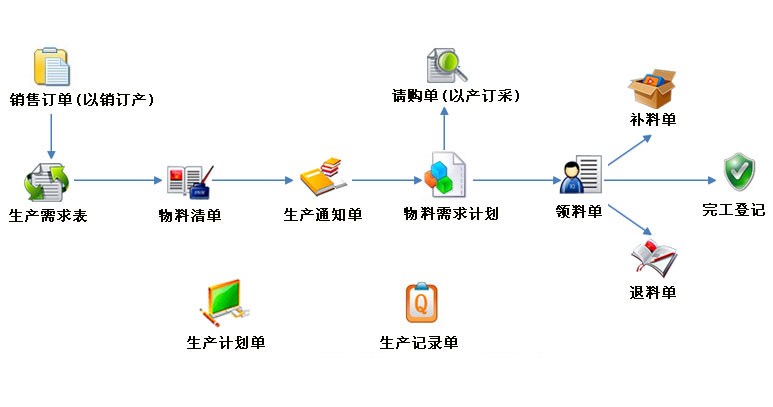 销售订单(以销订产)
请购单(以产订采)
补料单
生产需求表
物料清单
生产通知单
物料需求计划
领料单
完工登记
退料单
生产计划单
Q
生产记录单